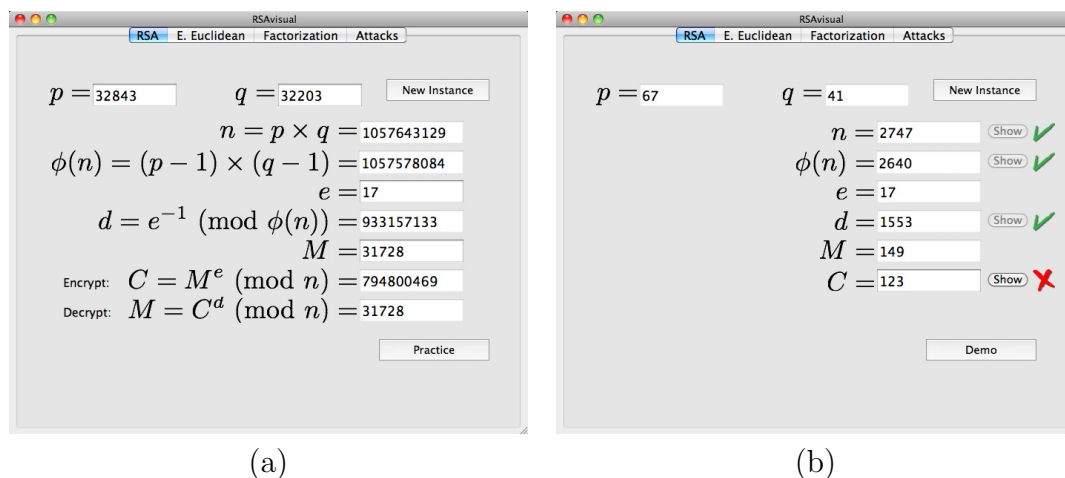 RSAvisual
RSA E. Euclidean Factorization Attacks
p = 32843 q = 32203 New Instance
n = p × q = 1057643129
ϕ(n) = (p − 1) × (q − 1) = 1057578084
e = 17
d = e⁻¹ (mod ϕ(n)) = 933157133
M = 31728
Encrypt: C = Mᵉ (mod n) = 794800469
Decrypt: M = Cᵈ (mod n) = 31728
Practice
(a)
RSAvisual
RSA E. Euclidean Factorization Attacks
p = 67 q = 41 New Instance
n = 2747 Show
ϕ(n) = 2640 Show
e = 17
d = 1553 Show
M = 149
C = 123 Show
Demo
(b)